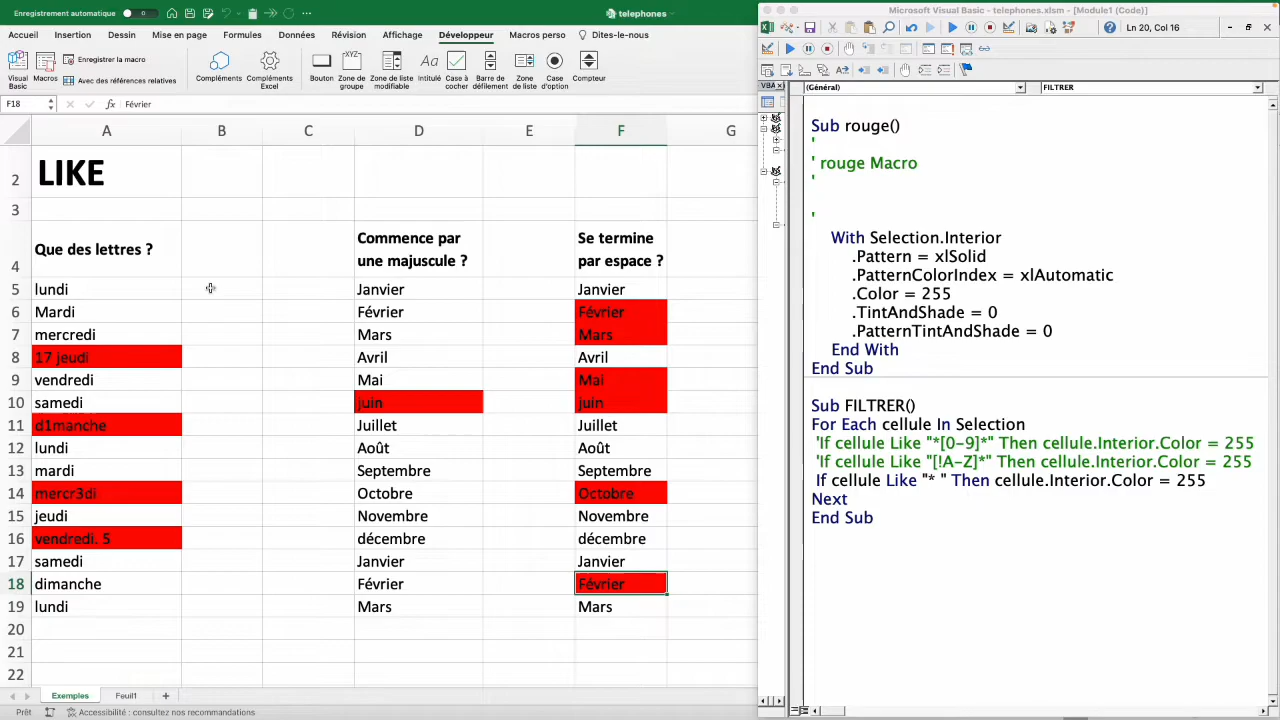 Enregistrement automatique
telephones
Accueil Insertion Dessin Mise en page Données Révision Affichage Développeur Macros perso Dites-le-nous
Enregistrer la macro
Avec des références relatives
Visual Basic
Macros
Compléments Excel
Compléments
Bouton
Zone de groupe
Zone de liste modifiable
Intitulé
Case à cocher
Barre de défilement
Zone de liste
Case d'option
Compteur
F18 fx Février
A B C D E F G
2 LIKE
3
4 Que des lettres ? Commence par une majuscule ? Se termine par espace ?
5 lundi Janvier Janvier
6 Mardi Février Février
7 mercredi Mars Mars
8 17 jeudi Avril Avril
9 vendredi Mai Mai
10 samedi juin juin
11 d1manche Juillet Juillet
12 lundi Août Août
13 mardi Septembre Septembre
14 mercr3di Octobre Octobre
15 jeudi Novembre Novembre
16 vendredi. 5 décembre décembre
17 samedi Janvier Janvier
18 dimanche Février Février
19 lundi Mars Mars
20
21
22
Exemples Feuil1 +
Prêt Accessibilité : consultez nos recommandations
Microsoft Visual Basic - telephones.xlsm - [Module1 (Code)]
Ln 20, Col 16
VBA
(Général) FILTRER
Sub rouge()
'
' rouge Macro
'
'
With Selection.Interior
.Pattern = xlSolid
.PatternColorIndex = xlAutomatic
.Color = 255
.TintAndShade = 0
.PatternTintAndShade = 0
End With
End Sub
Sub FILTRER()
For Each cellule In Selection
'If cellule Like "*[0-9]*" Then cellule.Interior.Color = 255
'If cellule Like "[!A-Z]*" Then cellule.Interior.Color = 255
If cellule Like "* " Then cellule.Interior.Color = 255
Next
End Sub